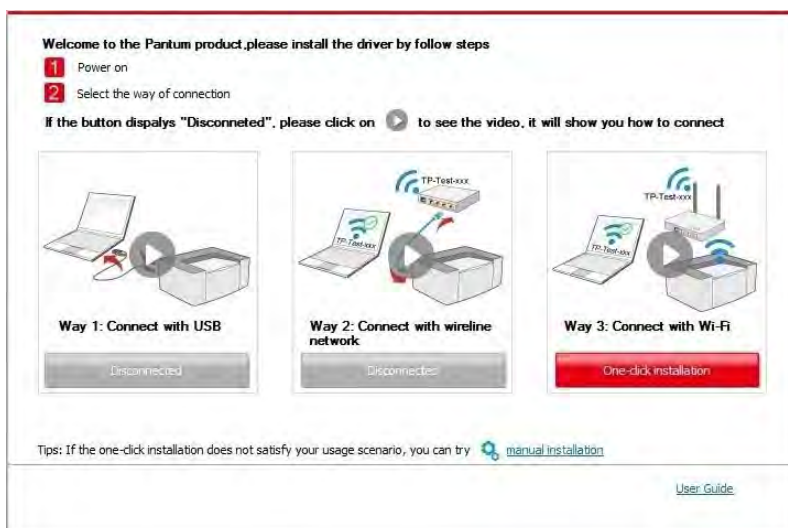 Welcome to the Pantum product,please install the driver by follow steps
1 Power on
2 Select the way of connection
If the button dispalys "Disconneted", please click on to see the video, it will show you how to connect
TP-Test-xxx
TP-Test-xxx
TP-Test-xxx
TP-Test-xxx
Way 1: Connect with USB
Way 2: Connect with wireline
network
Way 3: Connect with Wi-Fi
Disconnected
Disconnected
One-click installation
Tips: If the one-click installation does not satisfy your usage scenario, you can try manual installation
User Guide